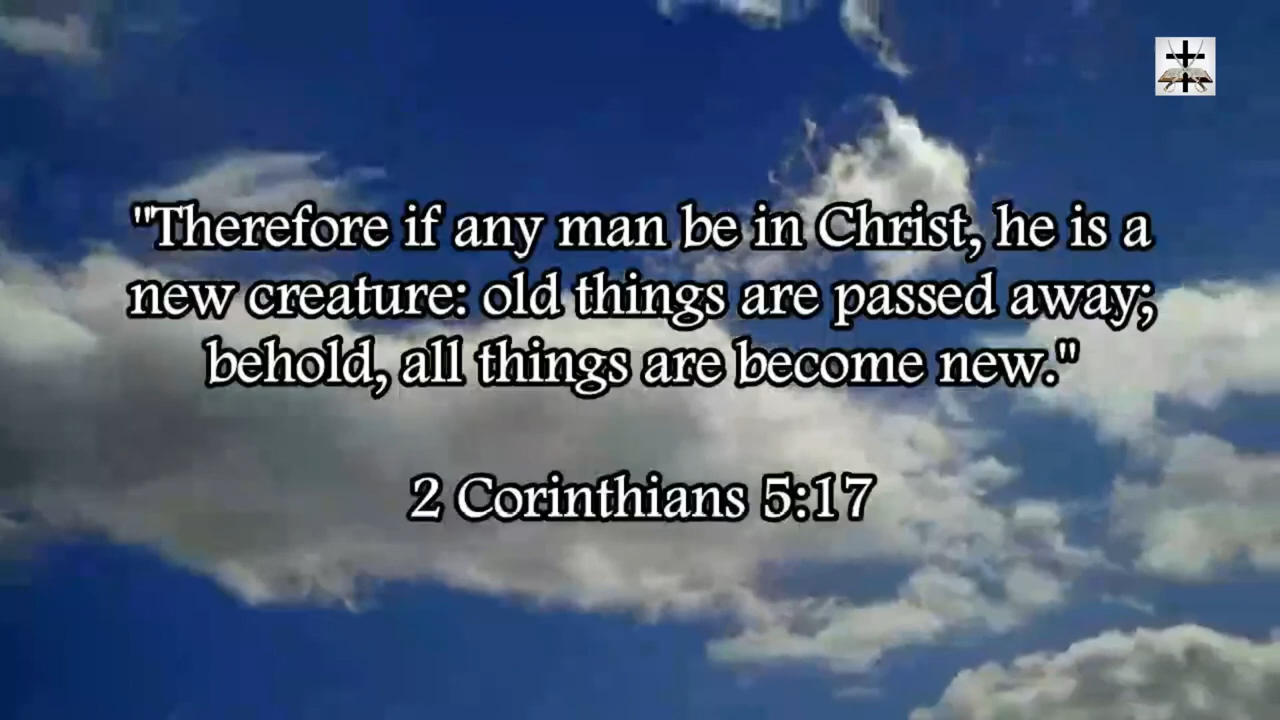 "Therefore if any man be in Christ, he is a
new creature: old things are passed away;
behold, all things are become new."
2 Corinthians 5:17